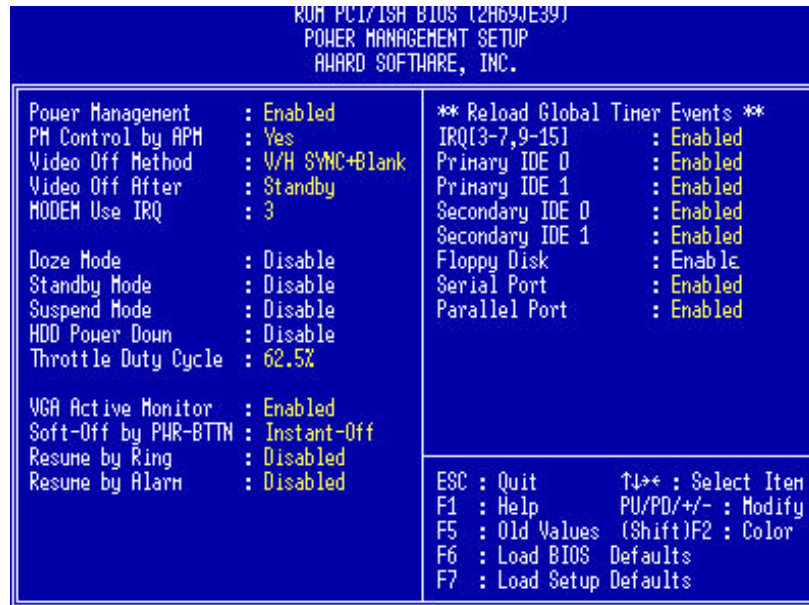 ROM PCI/ISA BIOS (2A69JE39)
POWER MANAGEMENT SETUP
AWARD SOFTWARE, INC.
Power Management : Enabled
PM Control by APM : Yes
Video Off Method : V/H SYNC+Blank
Video Off After : Standby
MODEM Use IRQ : 3
Doze Mode : Disable
Standby Mode : Disable
Suspend Mode : Disable
HDD Power Down : Disable
Throttle Duty Cycle : 62.5%
VGA Active Monitor : Enabled
Soft-Off by PWR-BTTN : Instant-Off
Resume by Ring : Disabled
Resume by Alarm : Disabled
** Reload Global Timer Events **
IRQ[3-7,9-15] : Enabled
Primary IDE 0 : Enabled
Primary IDE 1 : Enabled
Secondary IDE 0 : Enabled
Secondary IDE 1 : Enabled
Floppy Disk : Enable
Serial Port : Enabled
Parallel Port : Enabled
ESC : Quit ↑↓→← : Select Item
F1 : Help PU/PD/+/- : Modify
F5 : Old Values (Shift)F2 : Color
F6 : Load BIOS Defaults
F7 : Load Setup Defaults